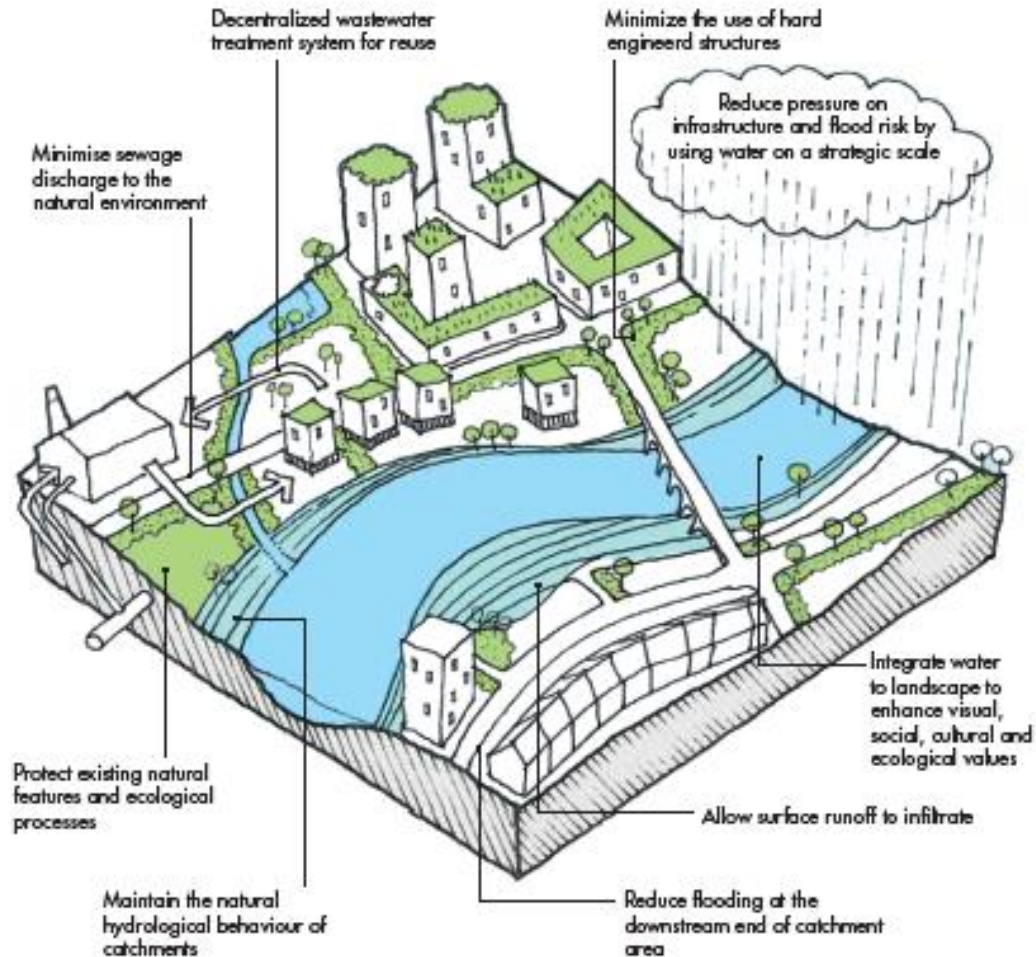 Decentralized wastewater
treatment system for reuse
Minimize the use of hard
engineerd structures
Reduce pressure on
infrastructure and flood risk by
using water on a strategic scale
Minimise sewage
discharge to the
natural environment
Integrate water
to landscape to
enhance visual,
social, cultural and
ecological values
Protect existing natural
features and ecological
processes
Allow surface runoff to infiltrate
Maintain the natural
hydrological behaviour of
catchments
Reduce flooding at the
downstream end of catchment
area